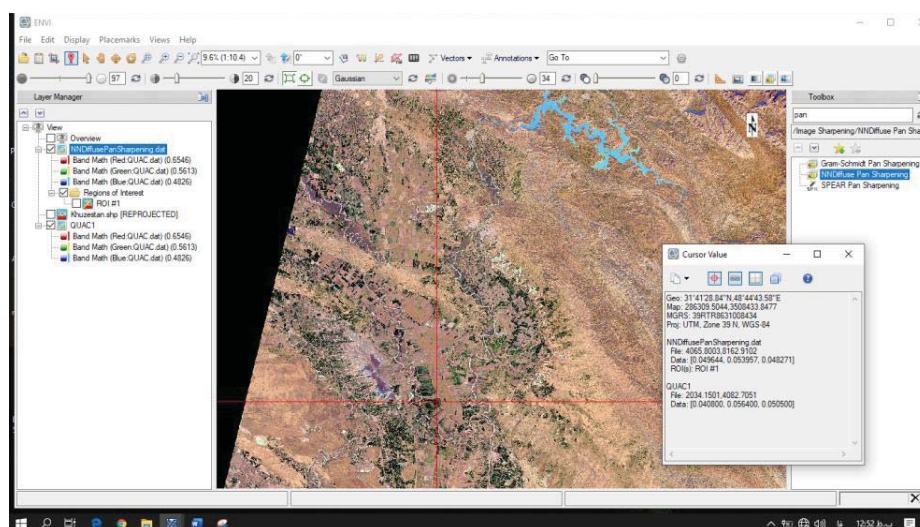 ENVI
File Edit Display Placemarks Views Help
9.6% (1:10.4) 0° Vectors Annotations Go To
97 20 Gaussian 34 0
Layer Manager
View
Overview
NNDiffusePanSharpening.dat
Band Math (Red:QUAC.dat) (0.6546)
Band Math (Green:QUAC.dat) (0.5613)
Band Math (Blue:QUAC.dat) (0.4826)
Regions of Interest
ROI #1
Khuzestan.shp [REPROJECTED]
QUAC1
Band Math (Red:QUAC.dat) (0.6546)
Band Math (Green:QUAC.dat) (0.5613)
Band Math (Blue:QUAC.dat) (0.4826)
N
Toolbox
pan
/Image Sharpening/NNDiffuse Pan Sha
Gram-Schmidt Pan Sharpening
NNDiffuse Pan Sharpening
SPEAR Pan Sharpening
Cursor Value
Geo: 31°41'28.84"N,48°44'43.58"E
Map: 286309.5044,3508433.8477
MGRS: 39RTR8631008434
Proj: UTM, Zone 39 N, WGS-84
NNDiffusePanSharpening.dat
File: 4065.8003,8162.9102
Data: [0.049644, 0.053957, 0.048271]
ROI(s): ROI #1
QUAC1
File: 2034.1501,4082.7051
Data: [0.040800, 0.056400, 0.050500]
فا 12:52 ب.ظ